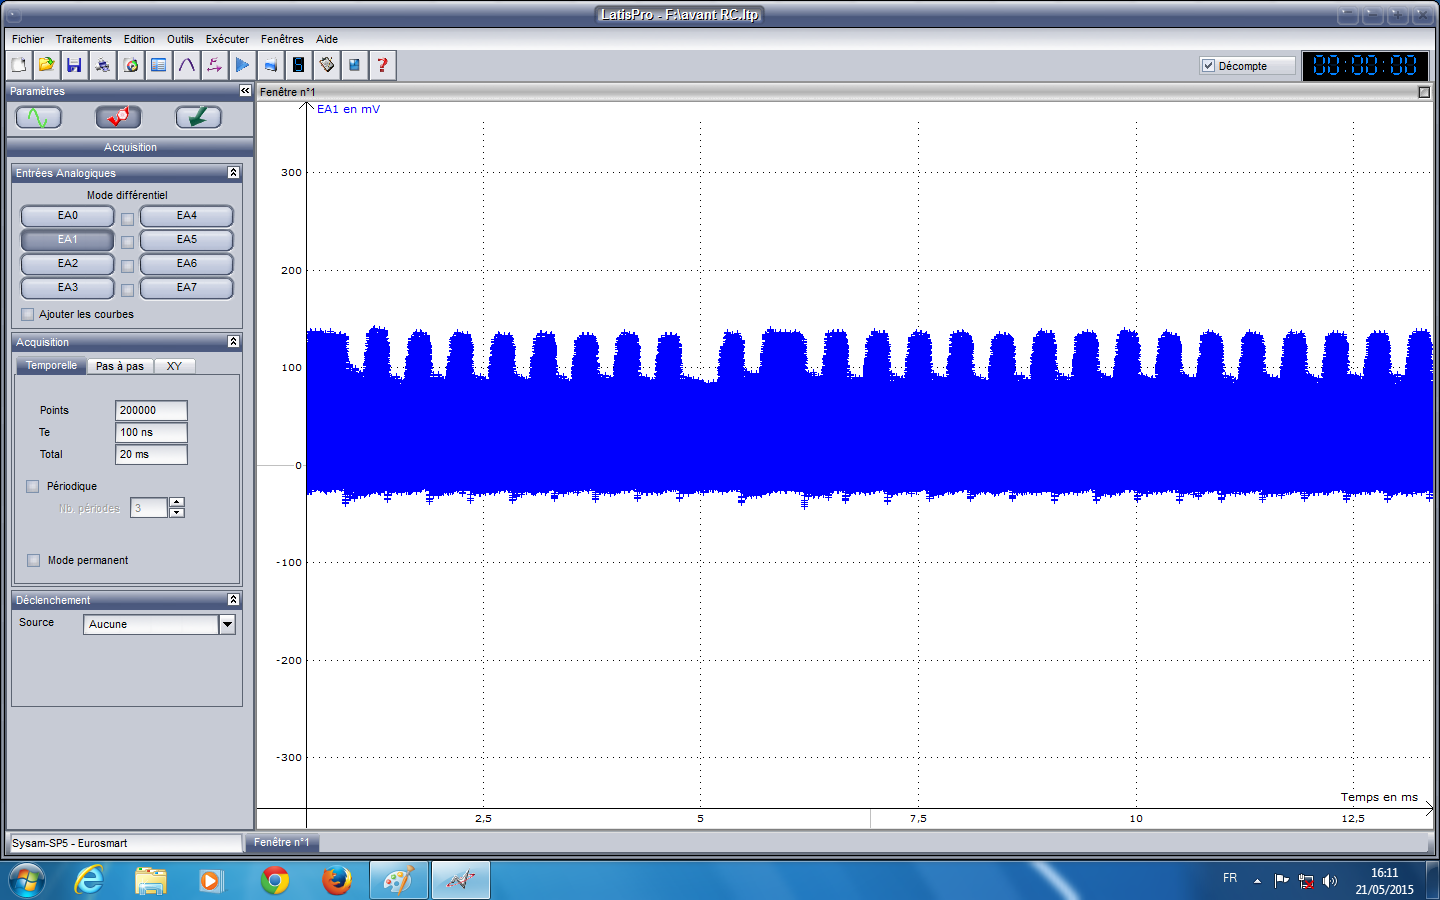 LatisPro - F:\avant RC.ltp
Fichier Traitements Edition Outils Exécuter Fenêtres Aide
Décompte 00:00:00
Paramètres
Fenêtre n°1
Acquisition
Entrées Analogiques
Mode différentiel
EA0 EA4
EA1 EA5
EA2 EA6
EA3 EA7
Ajouter les courbes
Acquisition
Temporelle Pas à pas XY
Points 200000
Te 100 ns
Total 20 ms
Périodique
Nb. périodes 3
Mode permanent
Déclenchement
Source Aucune
EA1 en mV
300
200
100
0
-100
-200
-300
Temps en ms
2,5 5 7,5 10 12,5
Sysam-SP5 - Eurosmart Fenêtre n°1
FR 16:11
21/05/2015